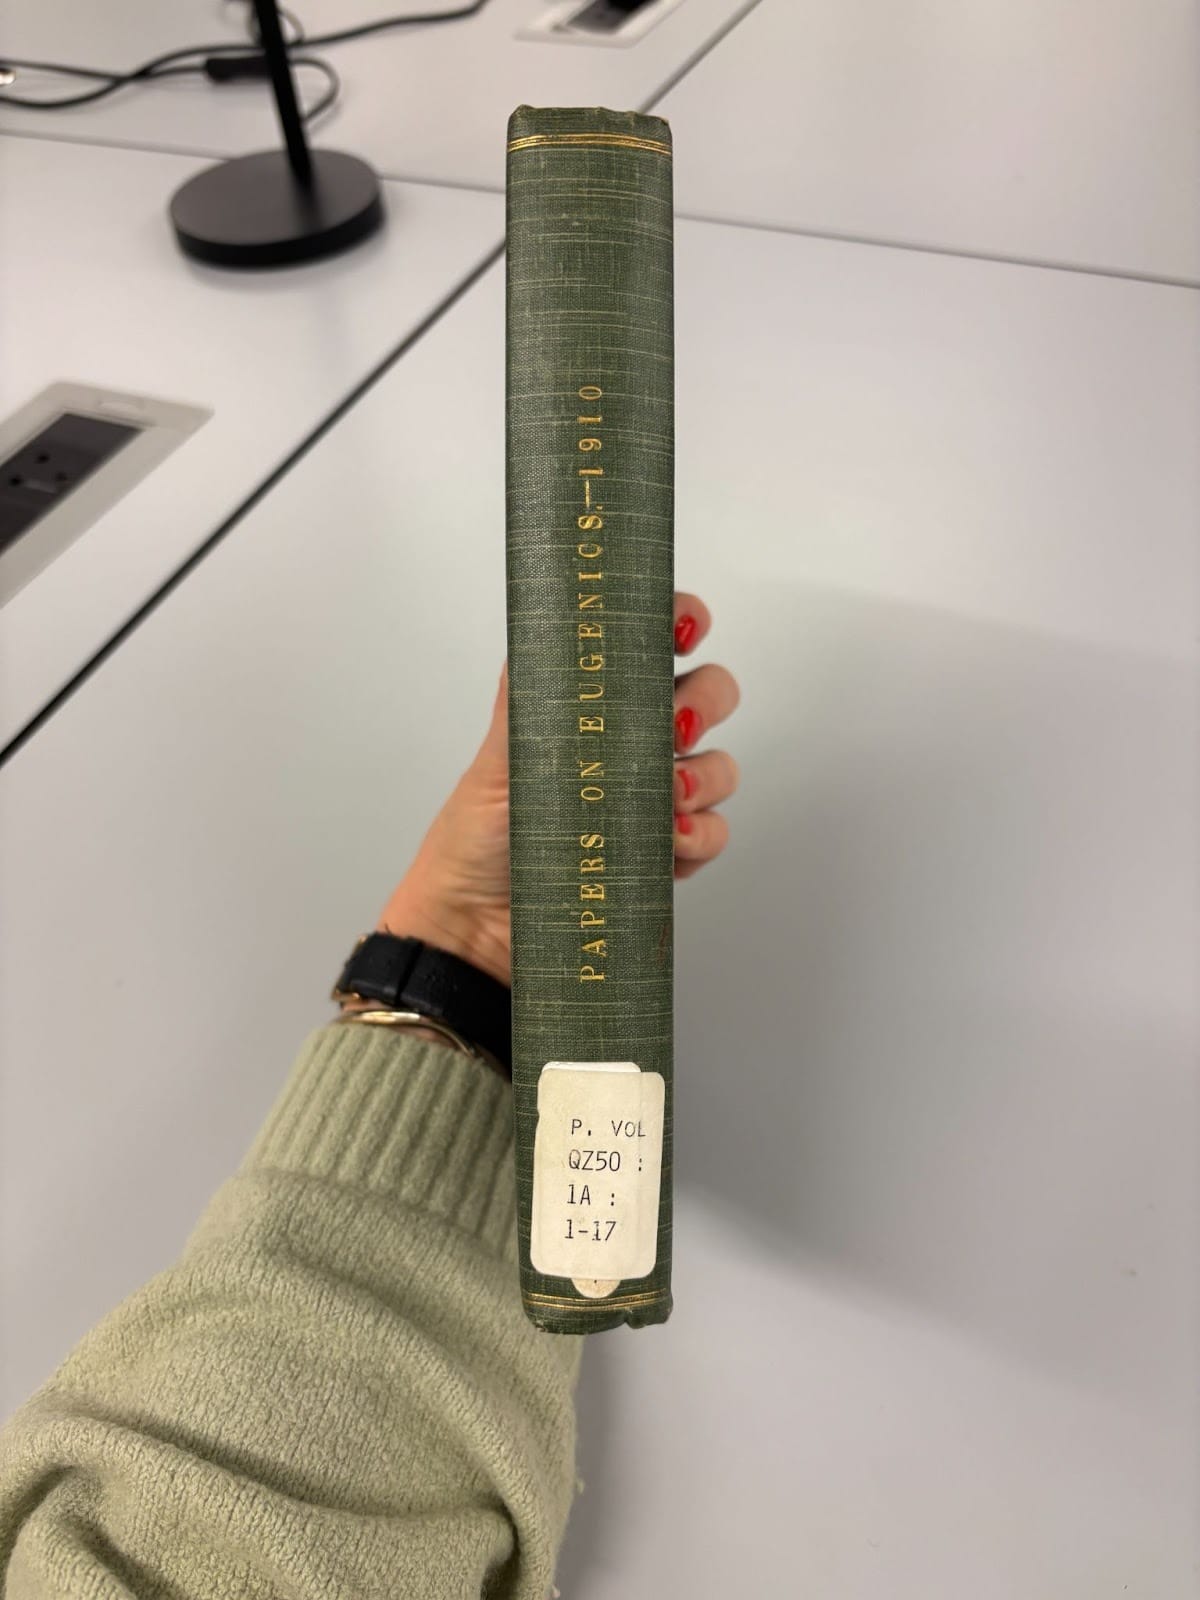 PAPERS ON EUGENICS.—1910
P. VOL
QZ50 :
1A :
1-17